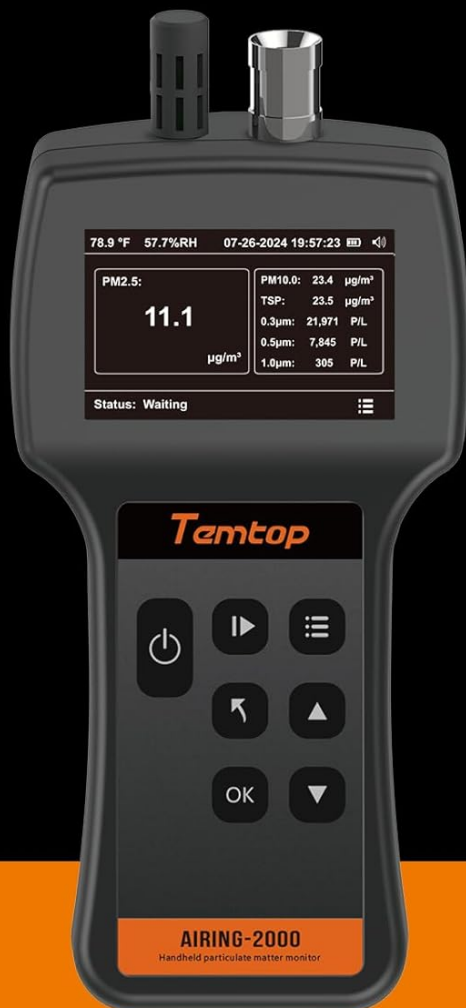 78.9 °F 57.7%RH 07-26-2024 19:57:23
PM2.5:
11.1
µg/m³
PM10.0: 23.4 µg/m³
TSP: 23.5 µg/m³
0.3µm: 21,971 P/L
0.5µm: 7,845 P/L
1.0µm: 305 P/L
Status: Waiting
Temtop
OK
AIRING-2000
Handheld particulate matter monitor